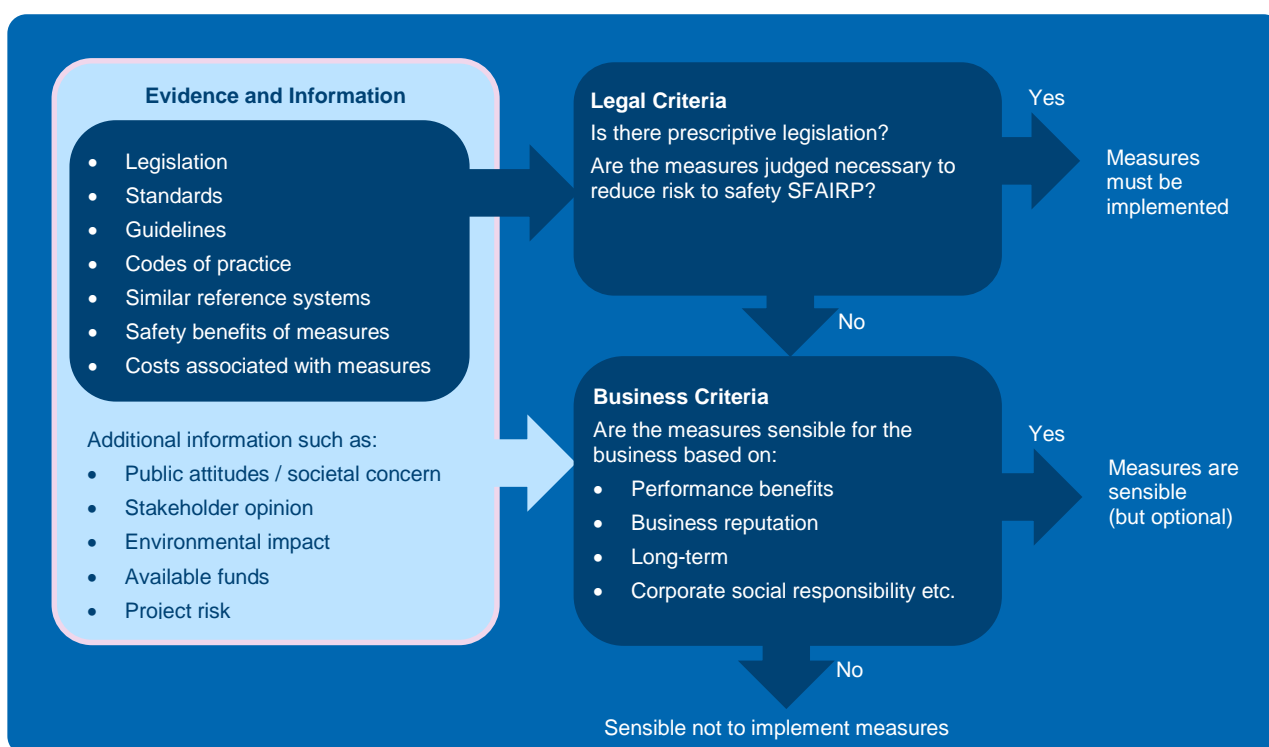 Evidence and Information
• Legislation
• Standards
• Guidelines
• Codes of practice
• Similar reference systems
• Safety benefits of measures
• Costs associated with measures
Additional information such as:
• Public attitudes / societal concern
• Stakeholder opinion
• Environmental impact
• Available funds
• Project risk
Legal Criteria
Is there prescriptive legislation?
Are the measures judged necessary to
reduce risk to safety SFAIRP?
Yes
Measures
must be
implemented
No
Business Criteria
Are the measures sensible for the
business based on:
• Performance benefits
• Business reputation
• Long-term
• Corporate social responsibility etc.
Yes
Measures are
sensible
(but optional)
No
Sensible not to implement measures